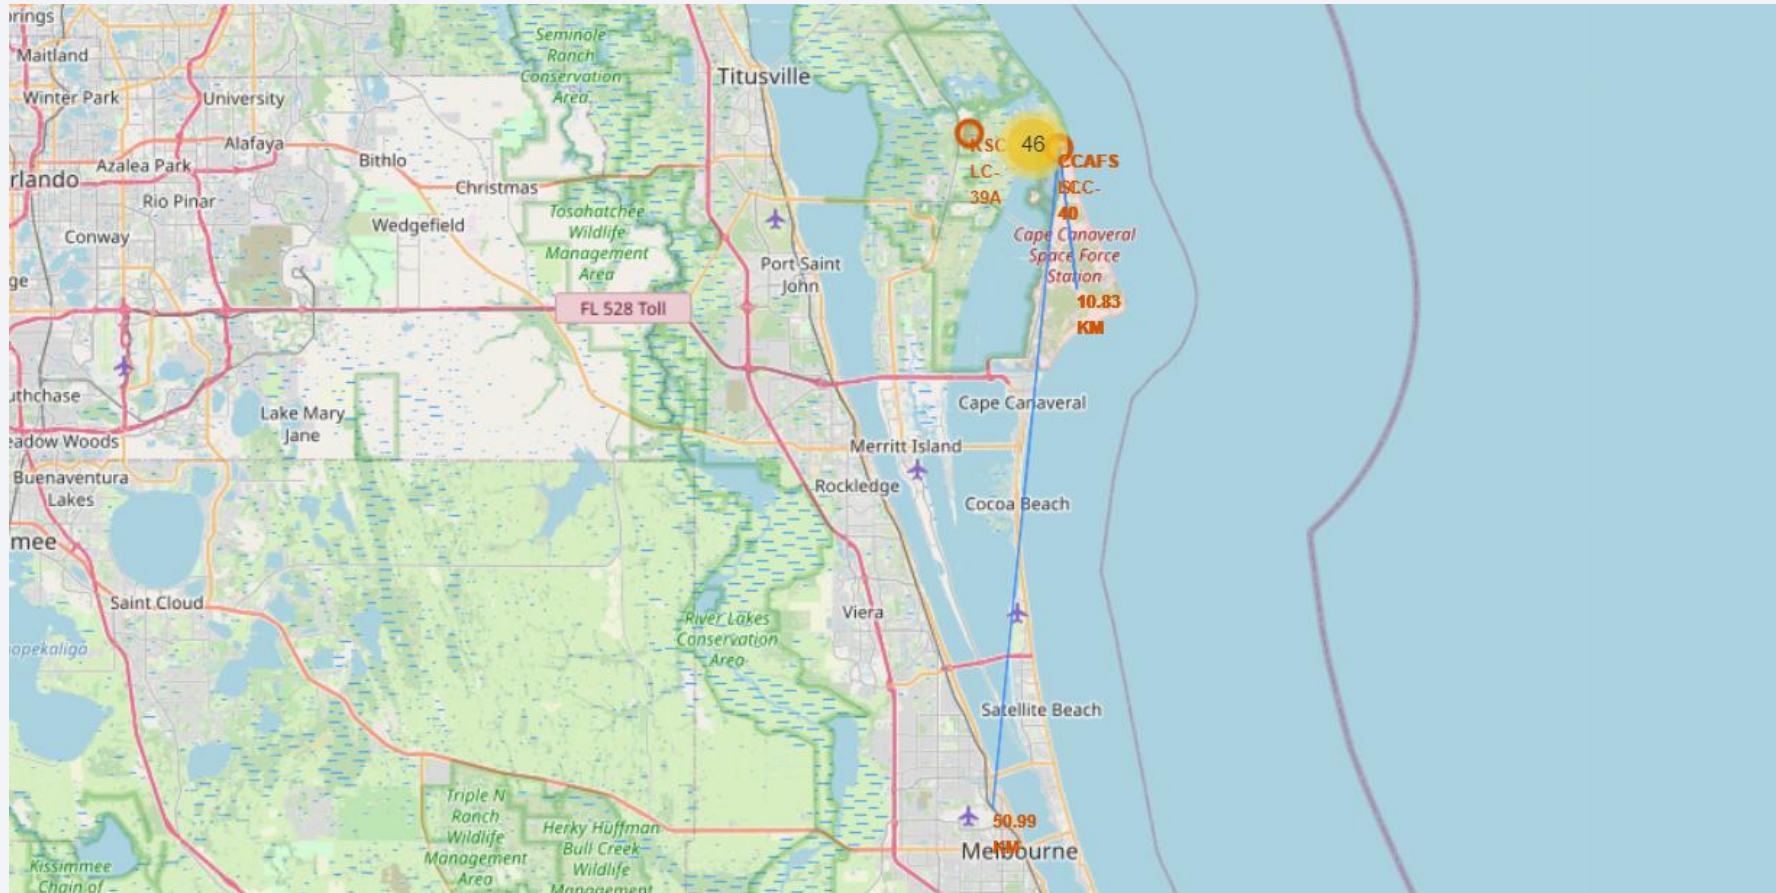 prings
Maitland
Winter Park
University
Alafaya
Azalea Park
rlando
Rio Pinar
Conway
ge
Bithlo
Christmas
Wedgefield
Seminole
Ranch
Conservation
Area
Titusville
Tosohatchee
Wildlife
Management
Area
Port Saint
John
FL 528 Toll
KSC
LC-
39A
46
CCAFS
40
Cape Canaveral
Space Force
Station
10.83
KM
Cape Canaveral
Merritt Island
Rockledge
Cocoa Beach
uthchase
eadow Woods
Buenaventura
Lakes
Lake Mary
Jane
mee
Saint Cloud
opekaliga
River Lakes
Conservation
Area
Viera
Satellite Beach
50.99
KM
Melbourne
Triple N
Ranch
Wildlife
Management
Area
Herky Huffman
Bull Creek
Wildlife
Management
Kissimmee
Chain of